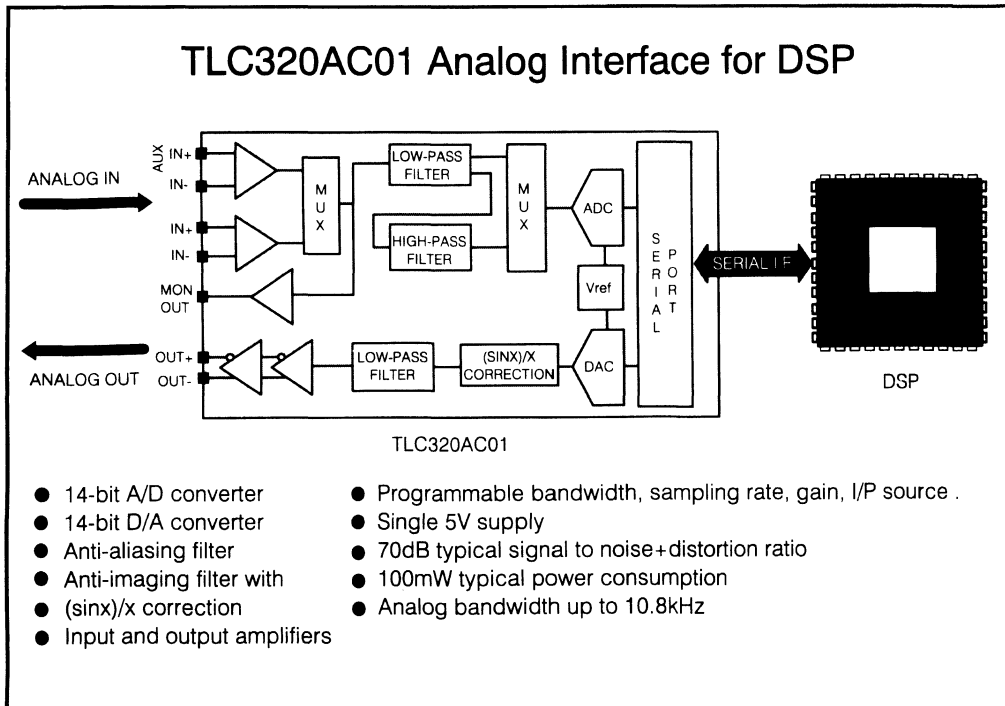 TLC320AC01 Analog Interface for DSP
ANALOG IN
AUX
IN+
IN-
IN+
IN-
MON
OUT
OUT+
OUT-
ANALOG OUT
MUX
LOW-PASS
FILTER
HIGH-PASS
FILTER
MUX
ADC
Vref
DAC
(SINX)/X
CORRECTION
LOW-PASS
FILTER
SERIAL
PORT
SERIAL I F
DSP
TLC320AC01
● 14-bit A/D converter
● 14-bit D/A converter
● Anti-aliasing filter
● Anti-imaging filter with
● (sinx)/x correction
● Input and output amplifiers
● Programmable bandwidth, sampling rate, gain, I/P source .
● Single 5V supply
● 70dB typical signal to noise+distortion ratio
● 100mW typical power consumption
● Analog bandwidth up to 10.8kHz